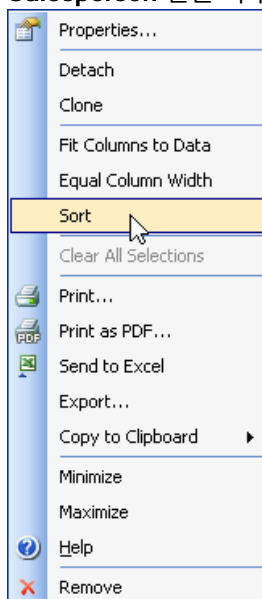 Properties...
Detach
Clone
Fit Columns to Data
Equal Column Width
Sort
Clear All Selections
Print...
Print as PDF...
Send to Excel
Export...
Copy to Clipboard
Minimize
Maximize
Help
Remove